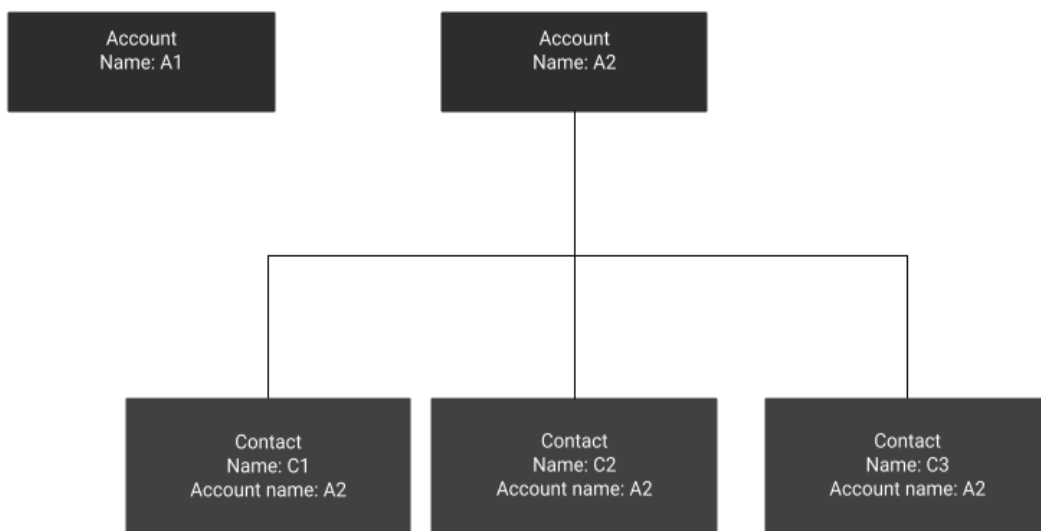 Account
Name: A1
Account
Name: A2
Contact
Name: C1
Account name: A2
Contact
Name: C2
Account name: A2
Contact
Name: C3
Account name: A2